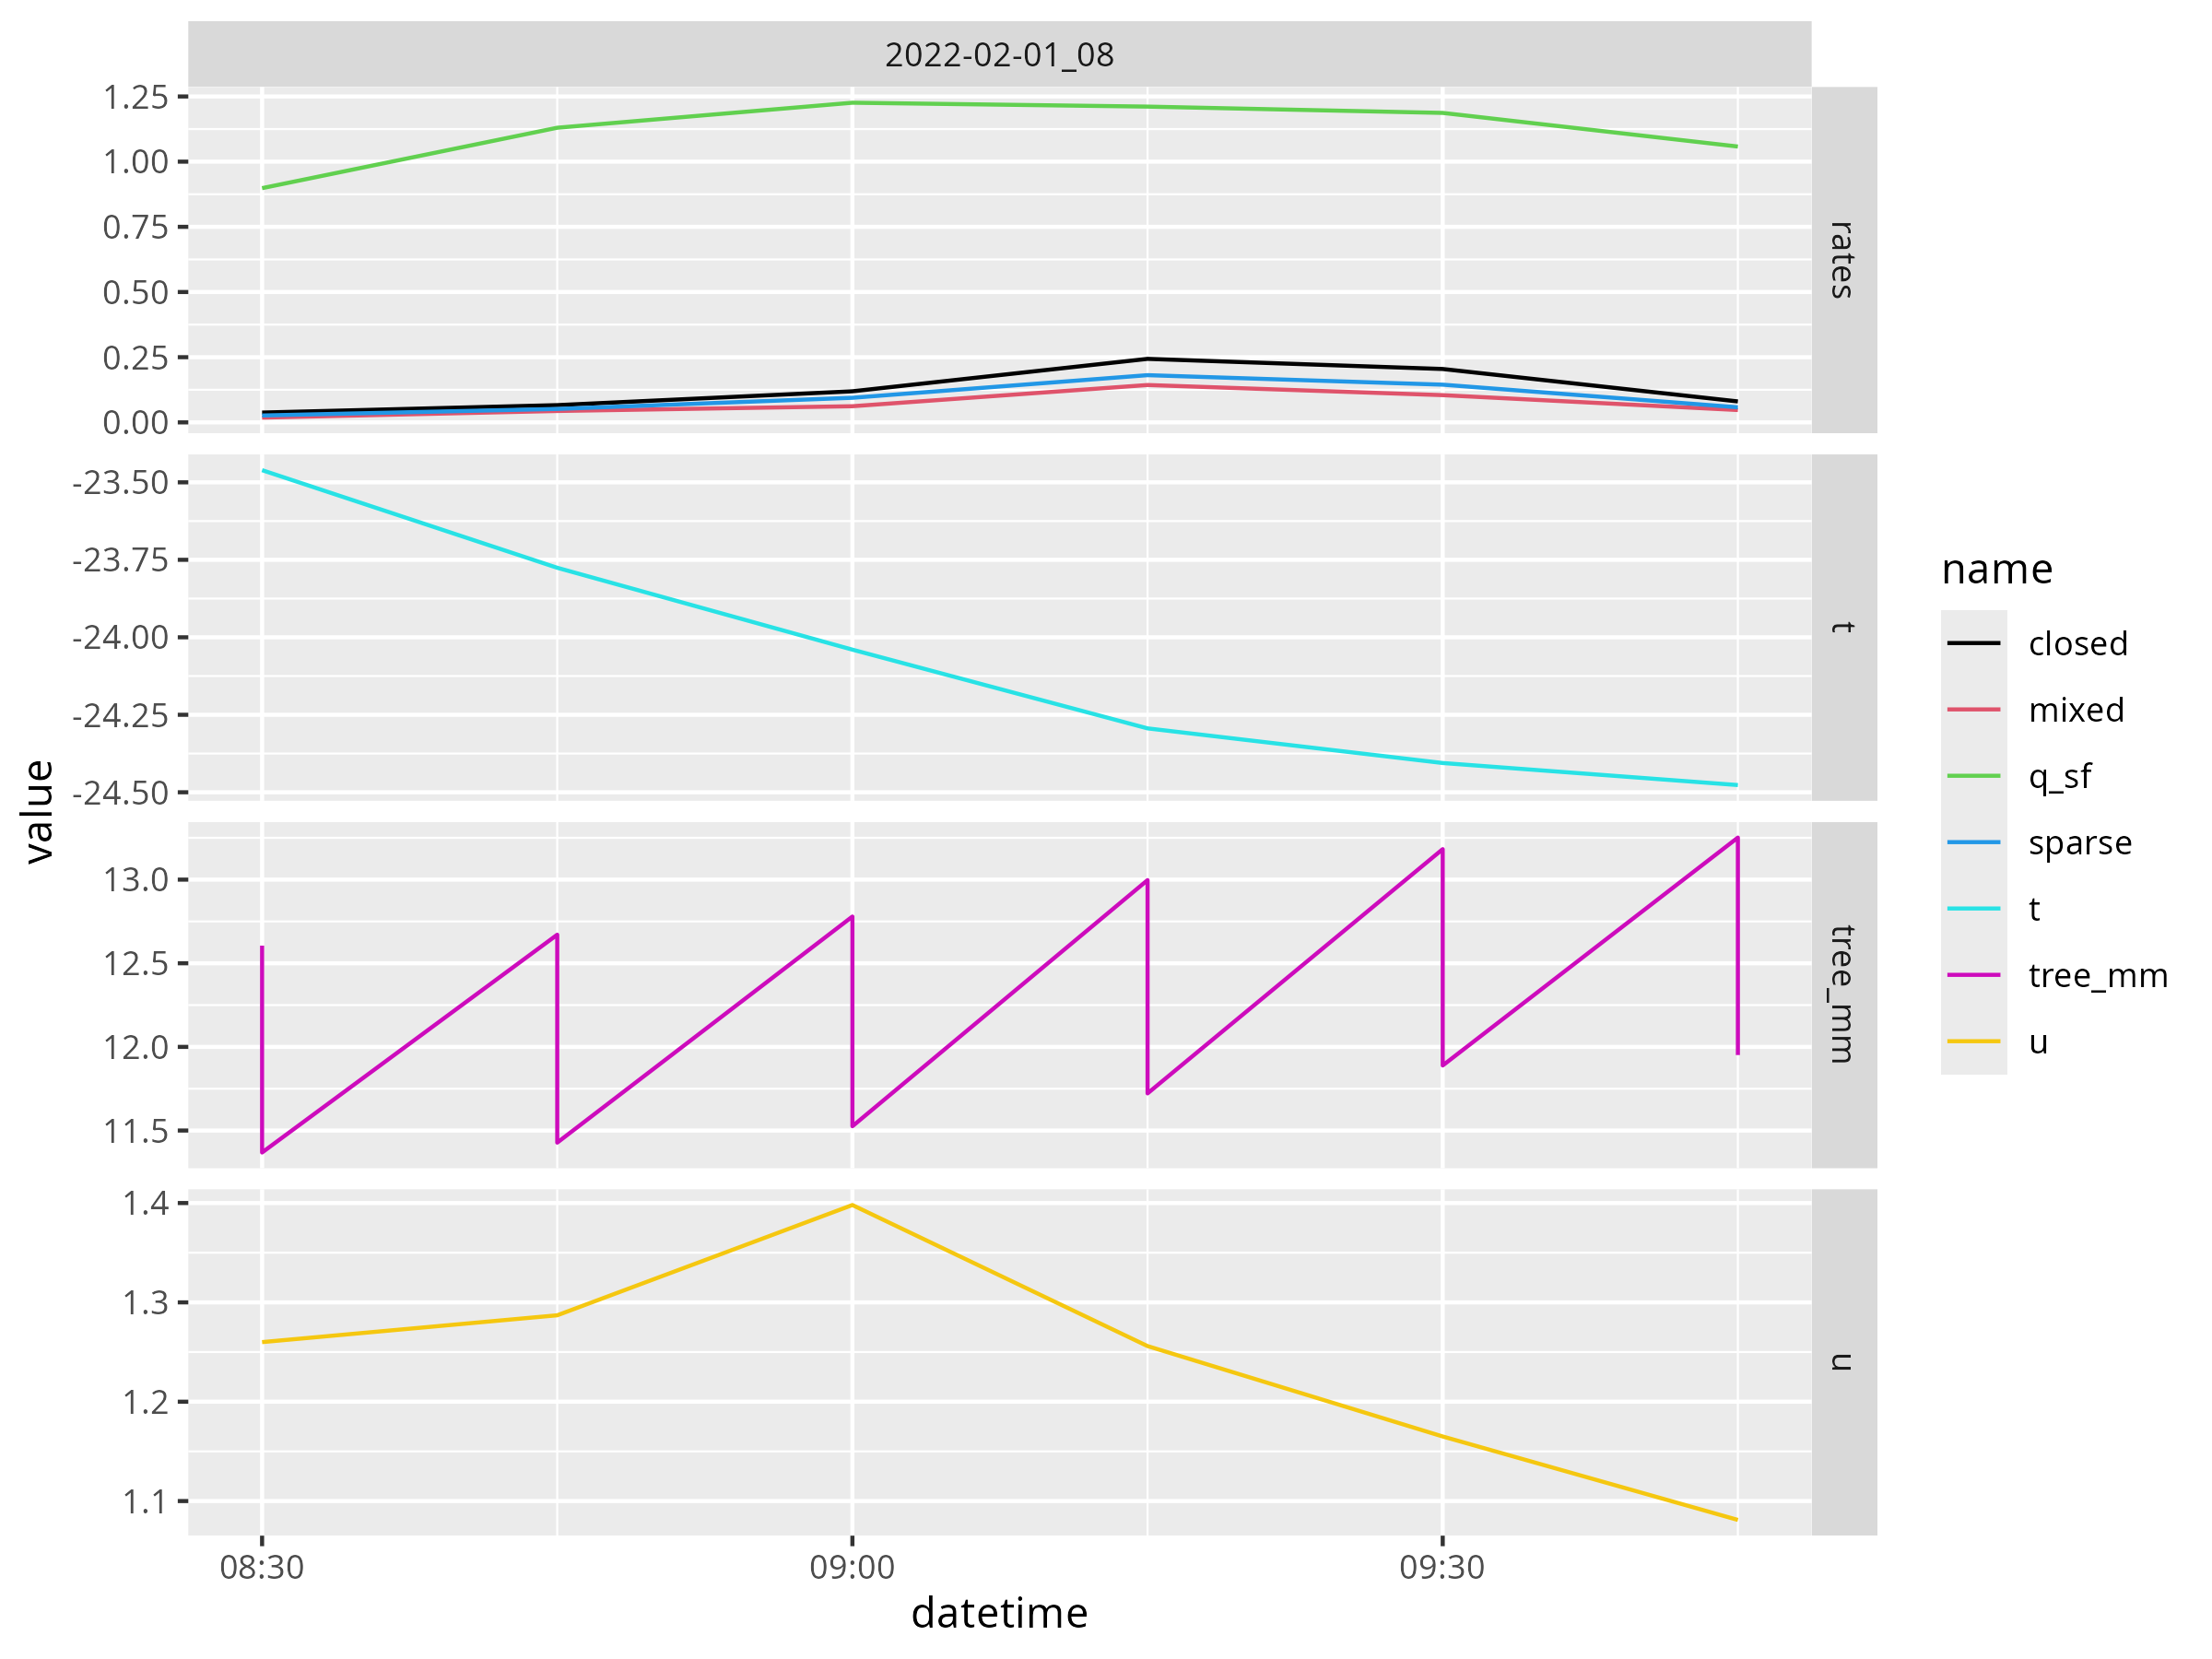 2022-02-01_08
1.25
1.00
0.75
0.50
0.25
0.00
rates
-23.50
-23.75
-24.00
-24.25
-24.50
t
13.0
12.5
12.0
11.5
tree_mm
1.4
1.3
1.2
1.1
u
08:30
09:00
09:30
datetime
value
name
closed
mixed
q_sf
sparse
t
tree_mm
u